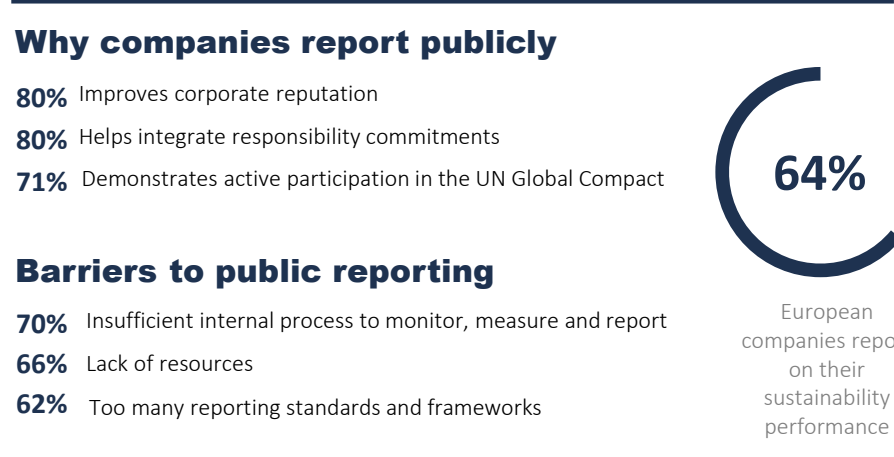 Why companies report publicly
80% Improves corporate reputation
80% Helps integrate responsibility commitments
71% Demonstrates active participation in the UN Global Compact
Barriers to public reporting
70% Insufficient internal process to monitor, measure and report
66% Lack of resources
62% Too many reporting standards and frameworks
64%
European
companies
on their
sustainability
performance